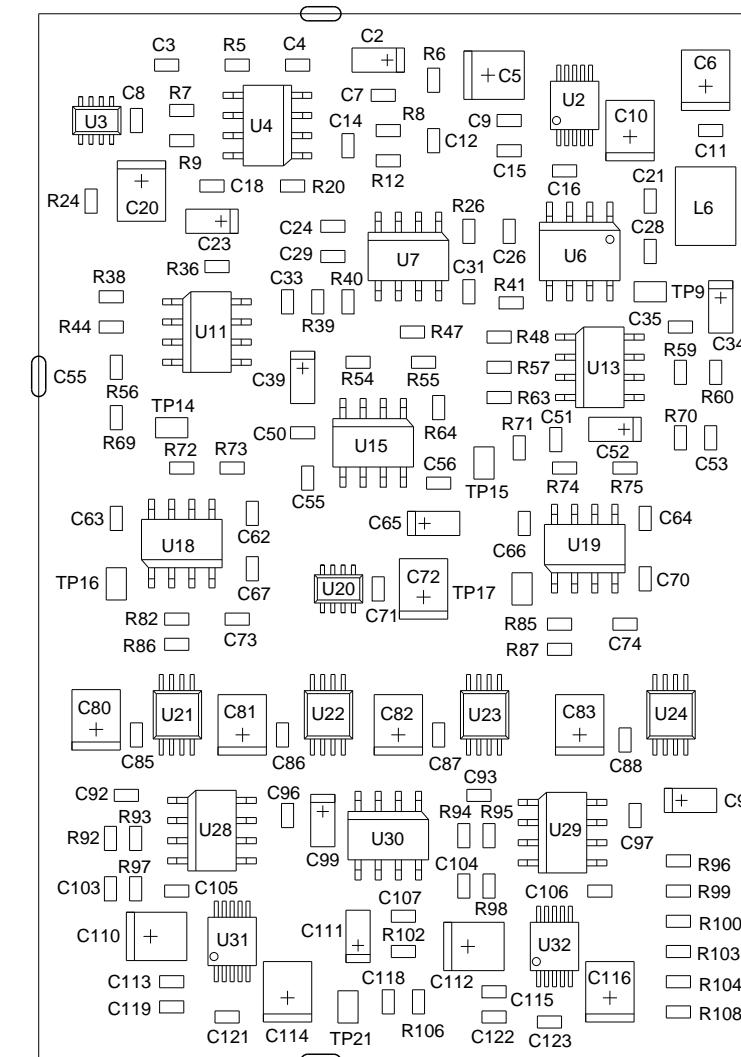 C3 R5 C4 C2 R6 C5 C6
C8 R7 C7 U2
U3 U4 C14 R8 C9 C10
R9 R12 C12 C15 C11
R24 C20 C18 R20 C16 C21 L6
C23 C24 R26 C26 C28
R36 C29 U7 U6
R38 C33 R40 C31 R41 TP9
R44 U11 R39 R47 R48 C35 C34
C55 R56 C39 R54 R55 R57 U13 R59 R60
TP14 R63
R69 C50 U15 R64 R71 C51 C52 R70 C53
R72 R73 C55 C56 TP15 R74 R75
C63 U18 C62 C65 C66 U19 C64
TP16 C67 U20 C71 C72 TP17 C70
R82 C73 R85 C74
R86 R87
C80 U21 C81 U22 C82 U23 C83 U24
C85 C86 C87 C88
C92 R93 C96 C93 C9
R92 U28 C99 U30 R94 R95 U29 C97
R97 C104 R96
C103 C105 C107 R98 C106 R99
C110 U31 C111 R102 U32 R100
C112 R103
C113 C118 C115 C116 R104
C119 R108
C121 C114 TP21 R106 C122 C123